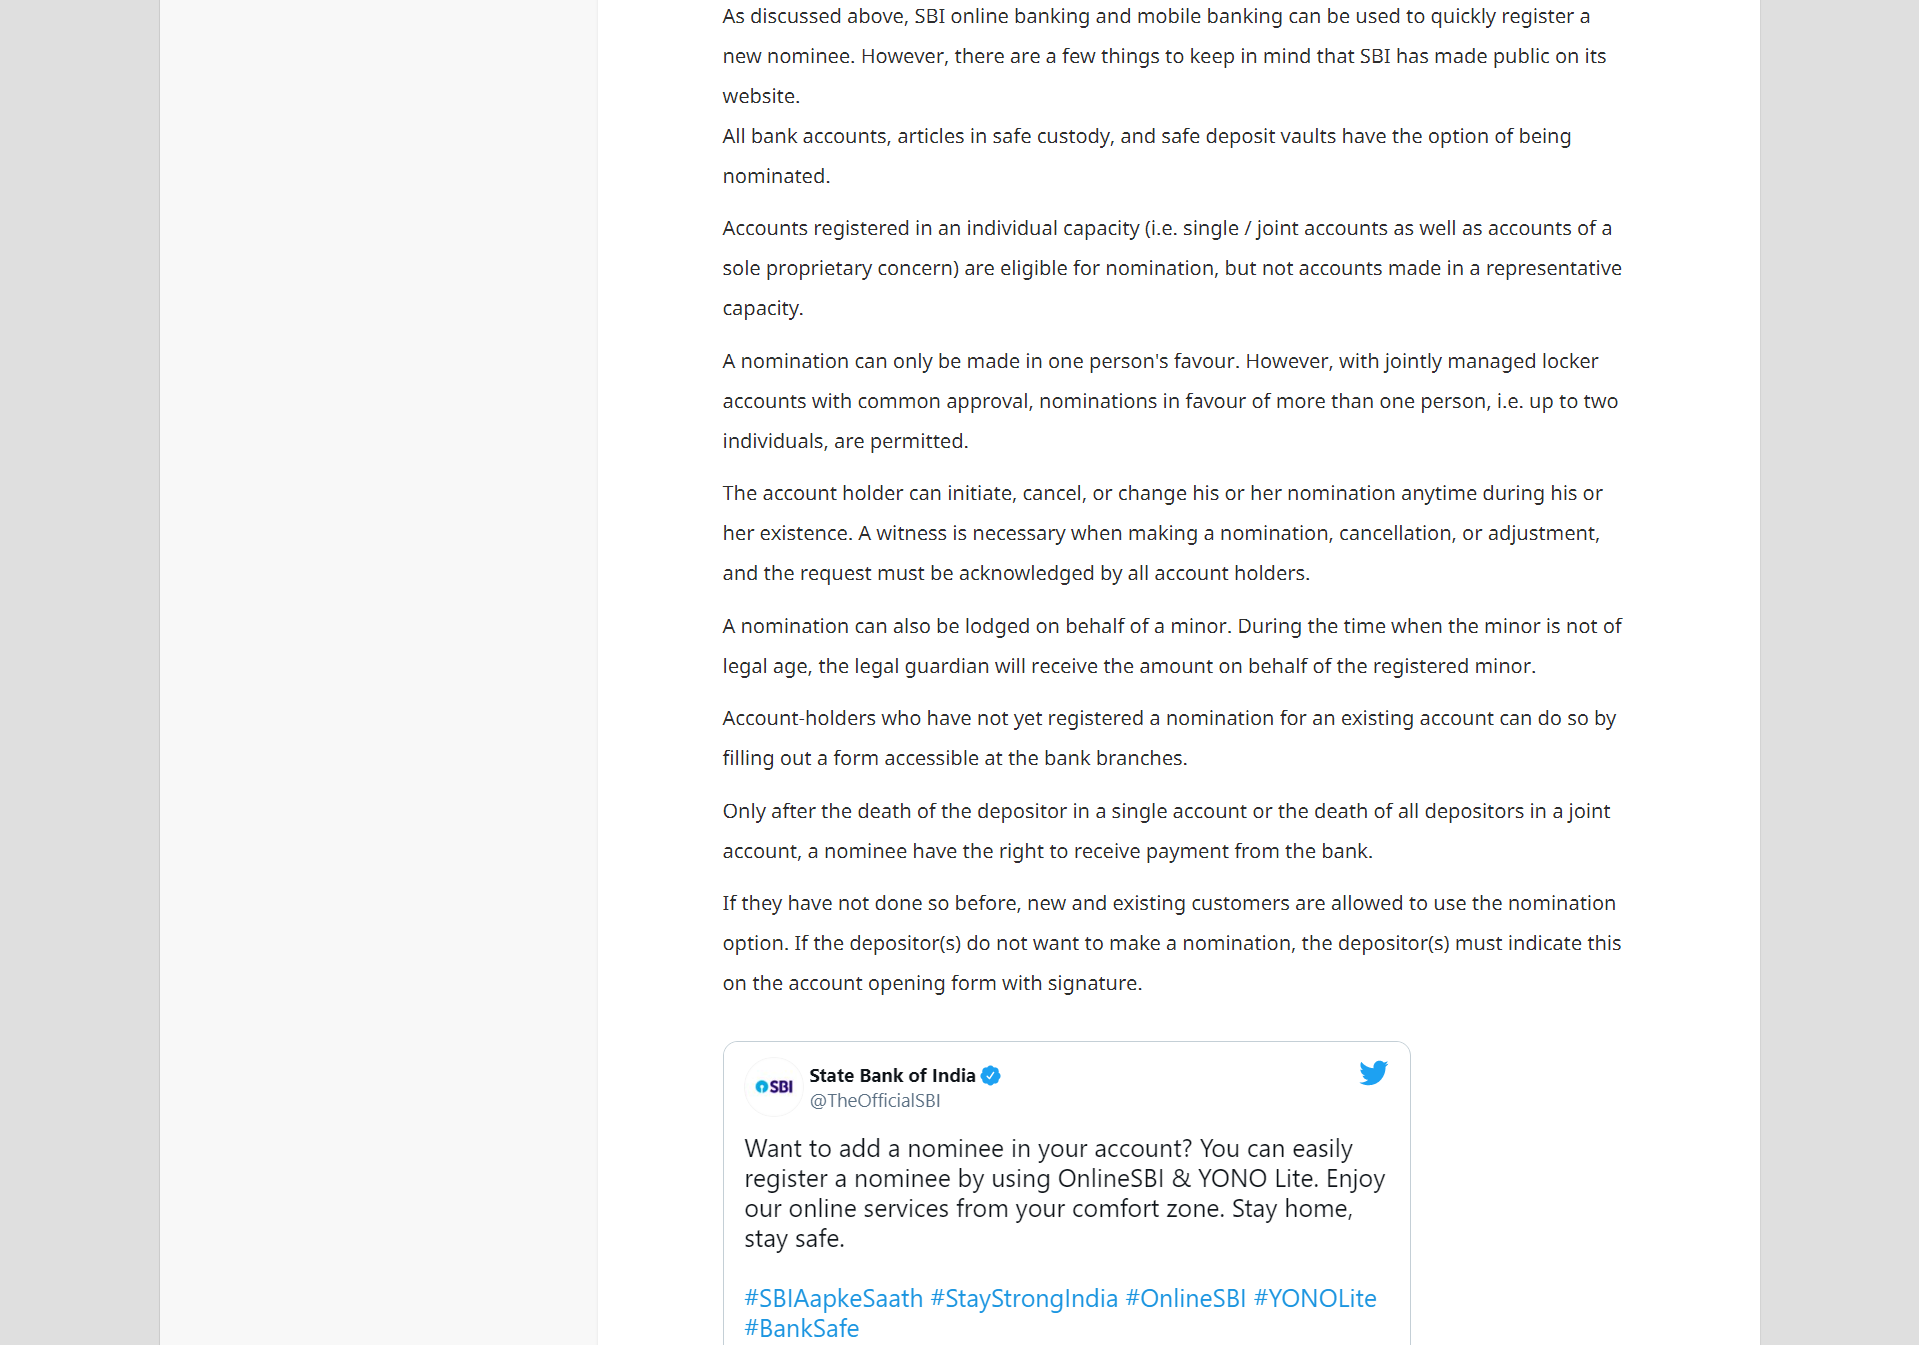 As discussed above, SBI online banking and mobile banking can be used to quickly register a
new nominee. However, there are a few things to keep in mind that SBI has made public on its
website.
All bank accounts, articles in safe custody, and safe deposit vaults have the option of being
nominated.
Accounts registered in an individual capacity (i.e. single / joint accounts as well as accounts of a
sole proprietary concern) are eligible for nomination, but not accounts made in a representative
capacity.
A nomination can only be made in one person's favour. However, with jointly managed locker
accounts with common approval, nominations in favour of more than one person, i.e. up to two
individuals, are permitted.
The account holder can initiate, cancel, or change his or her nomination anytime during his or
her existence. A witness is necessary when making a nomination, cancellation, or adjustment,
and the request must be acknowledged by all account holders.
A nomination can also be lodged on behalf of a minor. During the time when the minor is not of
legal age, the legal guardian will receive the amount on behalf of the registered minor.
Account-holders who have not yet registered a nomination for an existing account can do so by
filling out a form accessible at the bank branches.
Only after the death of the depositor in a single account or the death of all depositors in a joint
account, a nominee have the right to receive payment from the bank.
If they have not done so before, new and existing customers are allowed to use the nomination
option. If the depositor(s) do not want to make a nomination, the depositor(s) must indicate this
on the account opening form with signature.
SBI
State Bank of India
@TheOfficialSBI
Want to add a nominee in your account? You can easily
register a nominee by using OnlineSBI & YONO Lite. Enjoy
our online services from your comfort zone. Stay home,
stay safe.
#SBIAapkeSaath #StayStrongIndia #OnlineSBI #YONOLite
#BankSafe